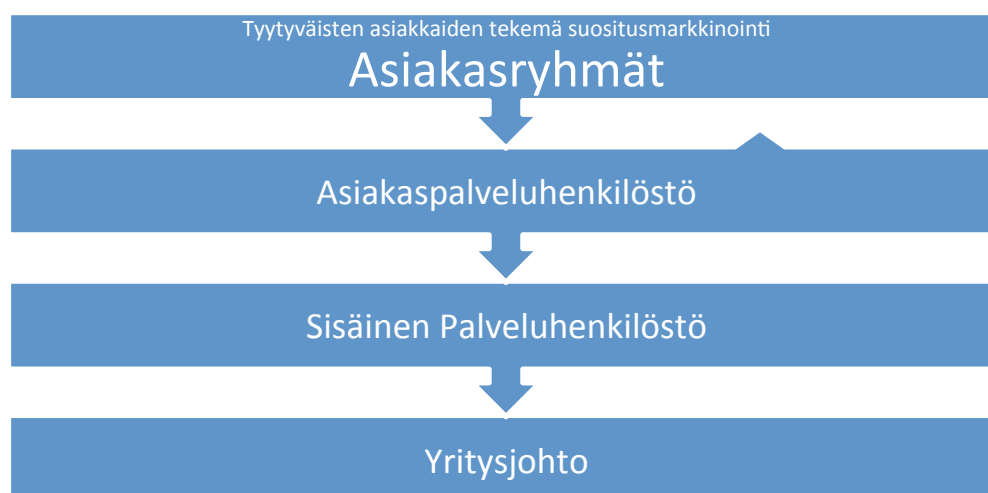 Tyytyväisten asiakkaiden tekemä suositusmarkkinointi
Asiakasryhmät
Asiakaspalveluhenkilöstö
Sisäinen Palveluhenkilöstö
Yritysjohto